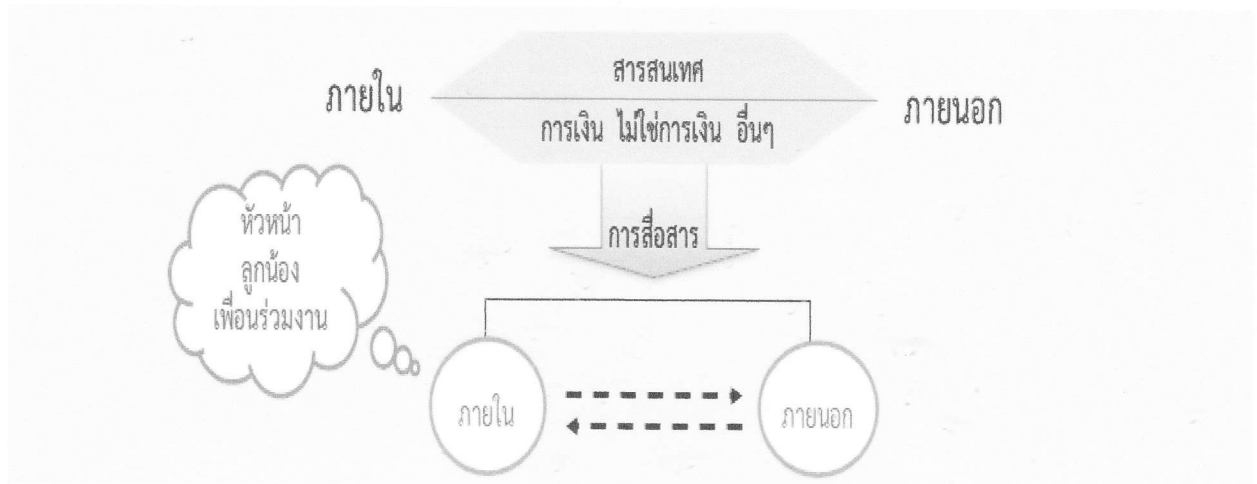 สารสนเทศ
ภายใน
ภายนอก
การเงิน ไม่ใช่การเงิน อื่นๆ
การสื่อสาร
หัวหน้า
ลูกน้อง
เพื่อนร่วมงาน
ภายใน
ภายนอก